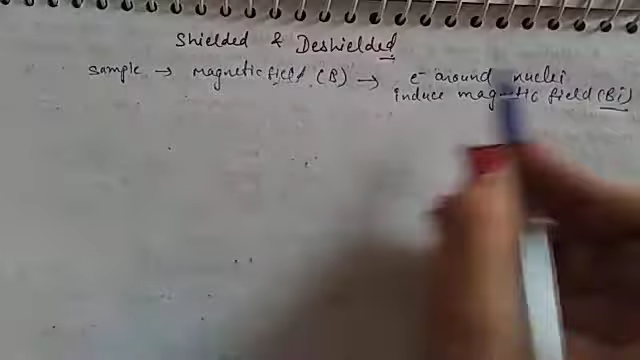 Shielded & Deshielded
Sample → Magnetic field (B) → e⁻ around nuclei
induce magnetic field (Bi)